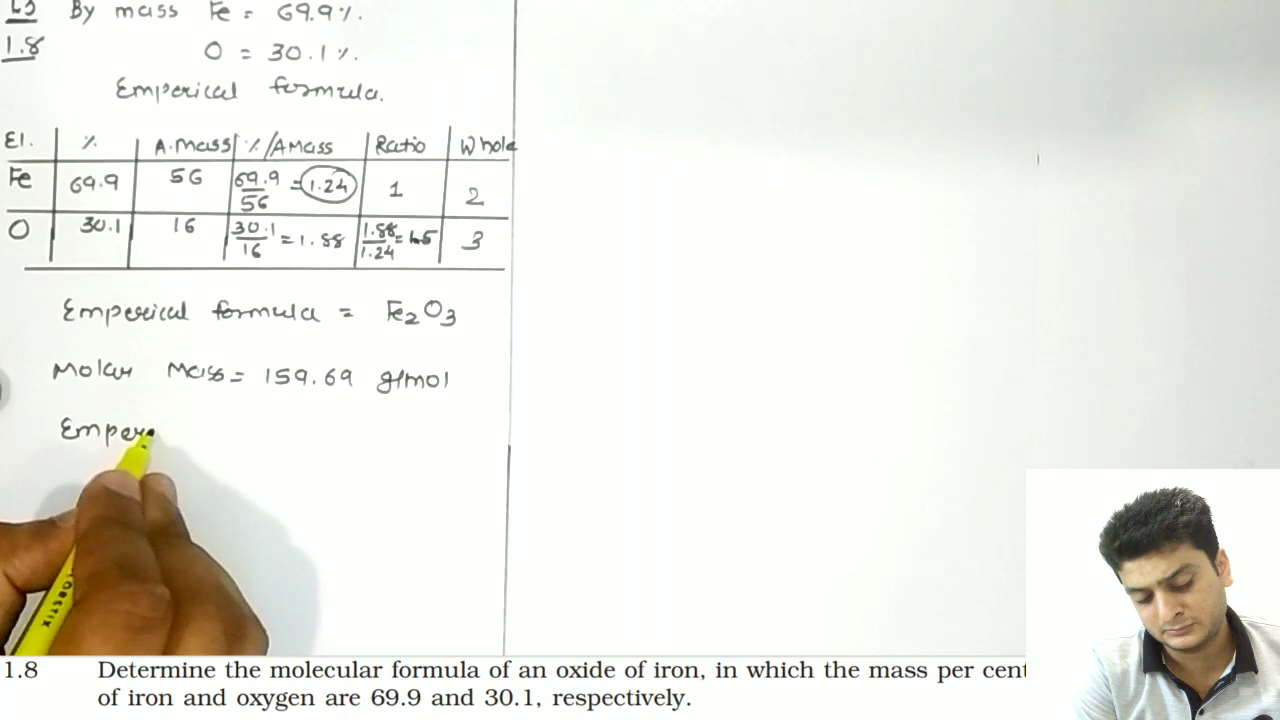 By mass Fe = 69.9%.
1.8 O = 30.1%.
Emperical formula.
El. % A.Mass %/AMass Ratio Whole
Fe 69.9 56 69.9/56 = 1.24 1 2
O 30.1 16 30.1/16 = 1.88 1.88/1.24 = 1.5 3
Emperical formula = Fe2O3
Molar Mass = 159.69 g/mol
Emper
1.8 Determine the molecular formula of an oxide of iron, in which the mass per cent
of iron and oxygen are 69.9 and 30.1, respectively.